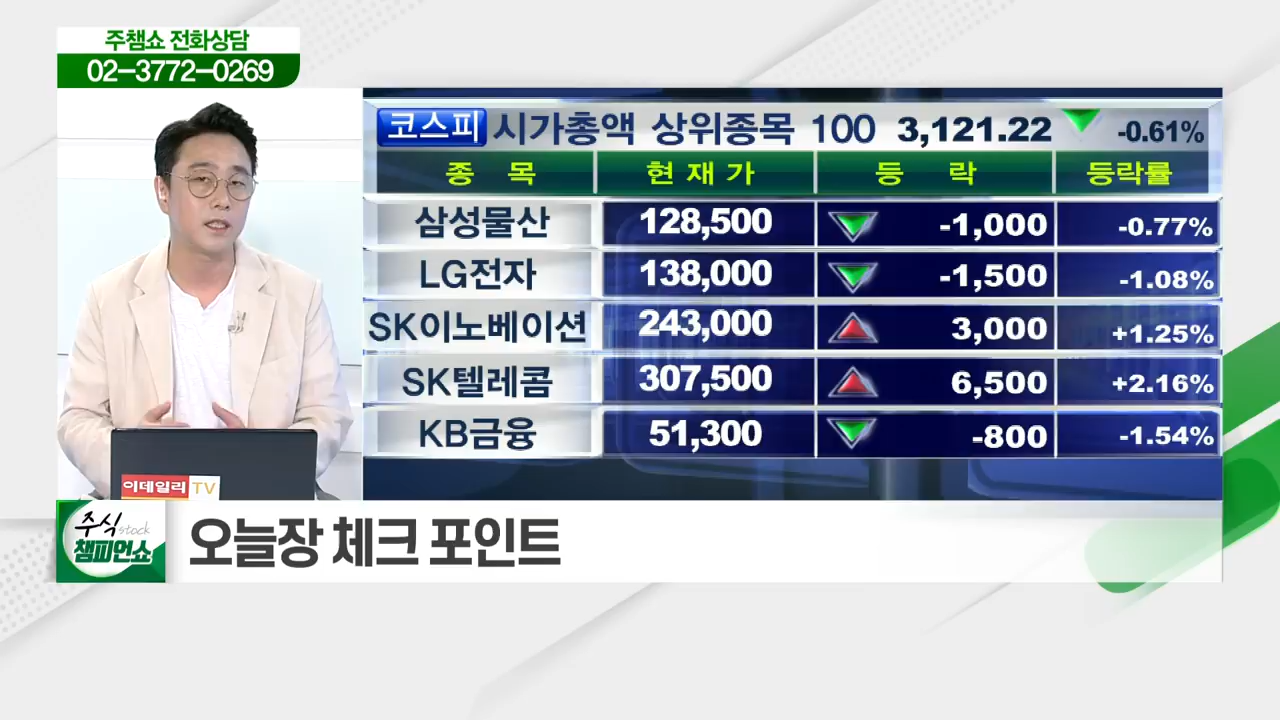 주챔쇼 전화상담
02-3772-0269
코스피 시가총액 상위종목 100 3,121.22 -0.61%
종 목 현 재 가 등 락 등락률
삼성물산 128,500 -1,000 -0.77%
LG전자 138,000 -1,500 -1.08%
SK이노베이션 243,000 3,000 +1.25%
SK텔레콤 307,500 6,500 +2.16%
KB금융 51,300 -800 -1.54%
이데일리 TV
주식 stock
챔피언쇼
오늘장 체크 포인트